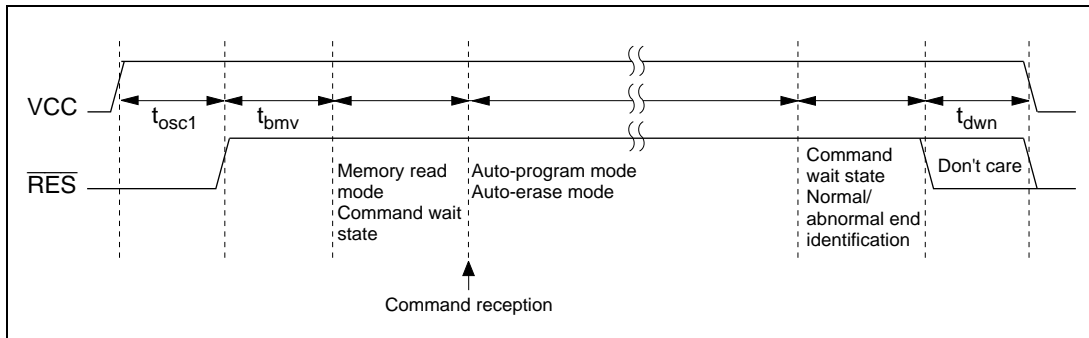 VCC
tosc1
tbmv
tdwn
RES
Memory read
mode
Command wait
state
Auto-program mode
Auto-erase mode
Command
wait state
Normal/
abnormal end
identification
Don't care
Command reception